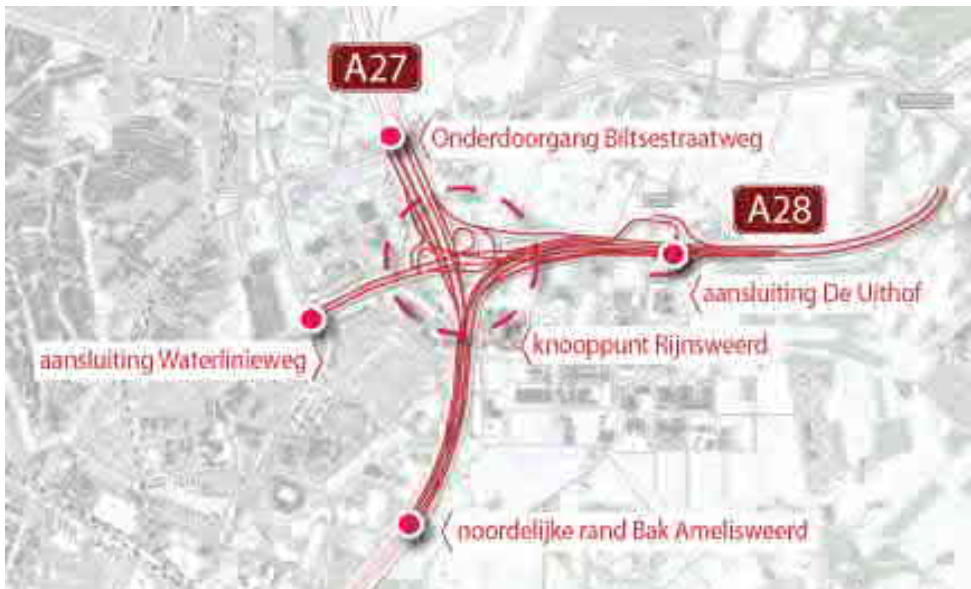 A27
Onderdoorgang Biltsestraatweg
A28
aansluiting De Uithof
knooppunt Rijnsweerd
aansluiting Waterlinieweg
noordelijke rand Bak Amelisweerd